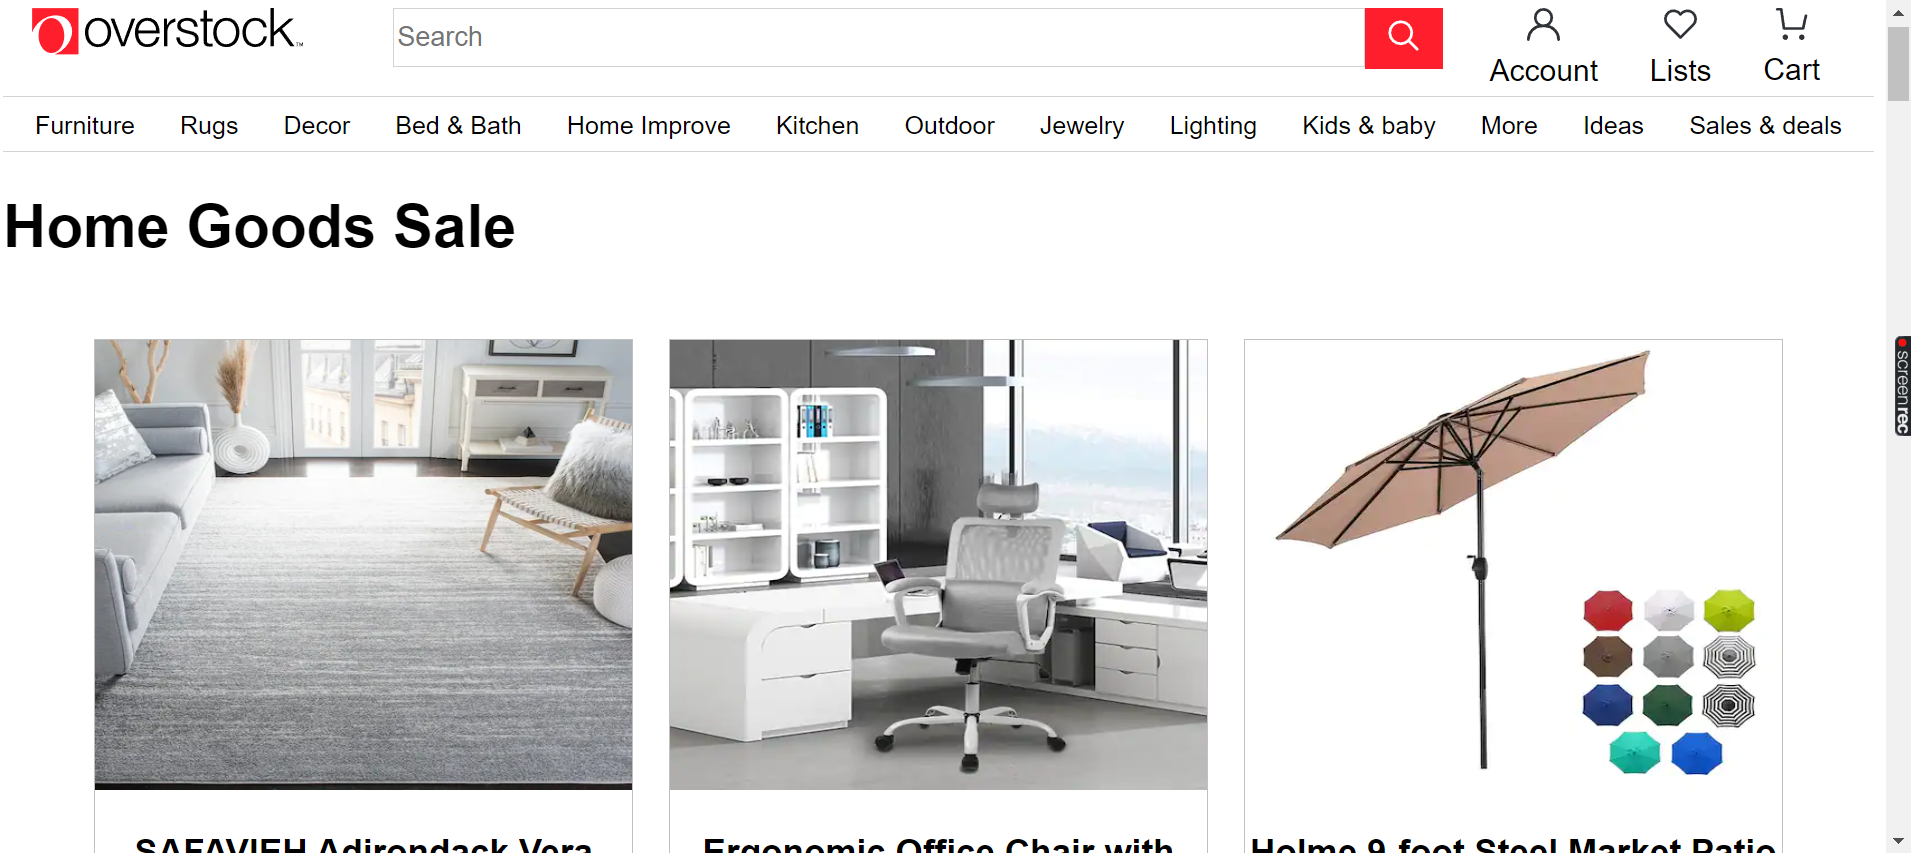 overstock™
Search
Account
Lists
Cart
Furniture Rugs Decor Bed & Bath Home Improve Kitchen Outdoor Jewelry Lighting Kids & baby More Ideas Sales & deals
Home Goods Sale
screenrec
SAFAVIEH Adirondack Vera
Ergonomic Office Chair with
Holme 9-foot Steel Market Patio